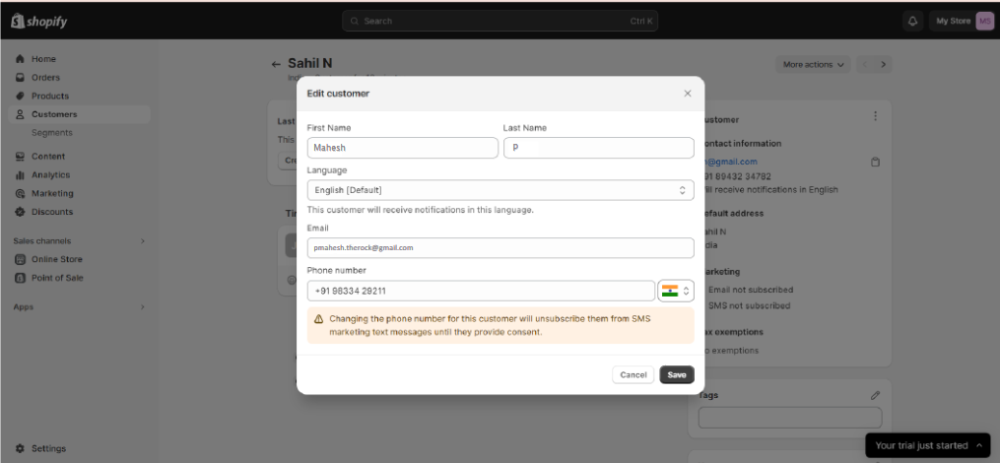 shopify
Search
Ctrl K
My Store
MS
Home
Orders
Products
Customers
Segments
Content
Analytics
Marketing
Discounts
Sales channels
Online Store
Point of Sale
Apps
Settings
Sahil N
More actions
Last
This
Cre
Edit customer
First Name
Last Name
Mahesh
P
Language
English [Default]
This customer will receive notifications in this language.
Email
pmahesh.therock@gmail.com
Phone number
+91 98334 29211
Changing the phone number for this customer will unsubscribe them from SMS
marketing text messages until they provide consent.
Cancel
Save
ustomer
ontact information
@gmail.com
91 89432 34782
ill receive notifications in English
efault address
ahil N
dia
arketing
Email not subscribed
SMS not subscribed
ax exemptions
o exemptions
Tags
Your trial just started